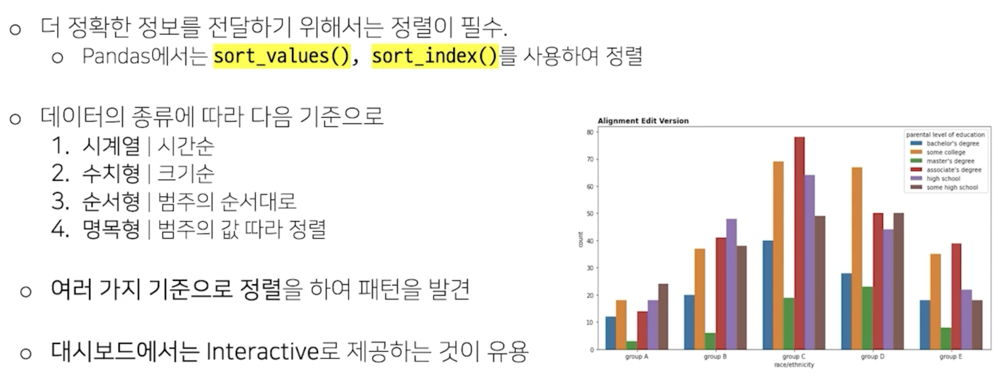 ○ 더 정확한 정보를 전달하기 위해서는 정렬이 필수.
○ Pandas에서는 sort_values(), sort_index()를 사용하여 정렬
○ 데이터의 종류에 따라 다음 기준으로
1. 시계열 | 시간순
2. 수치형 | 크기순
3. 순서형 | 범주의 순서대로
4. 명목형 | 범주의 값 따라 정렬
○ 여러 가지 기준으로 정렬을 하여 패턴을 발견
○ 대시보드에서는 Interactive로 제공하는 것이 유용
Alignment Edit Version
parental level of education
bachelor's degree
some college
master's degree
associate's degree
high school
some high school
80
70
60
50
40
30
20
10
0
count
group A group B group C group D group E
race/ethnicity